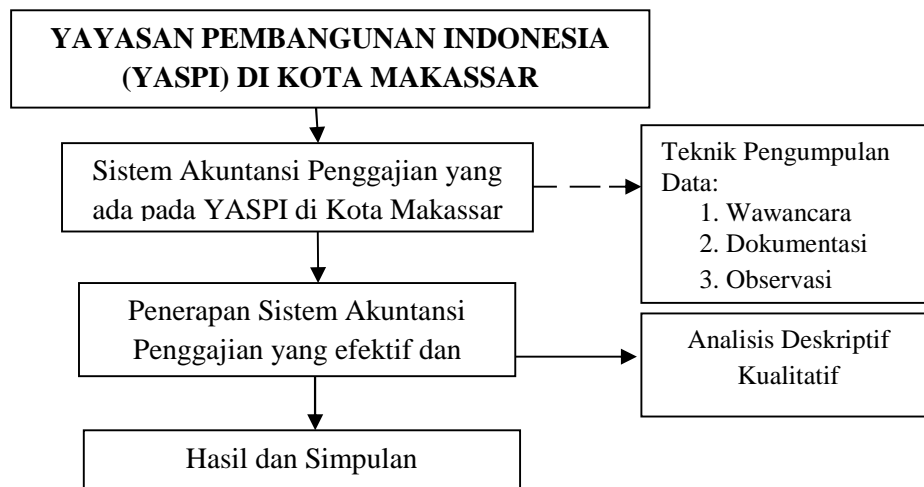 YAYASAN PEMBANGUNAN INDONESIA
(YASPI) DI KOTA MAKASSAR
Sistem Akuntansi Penggajian yang
ada pada YASPI di Kota Makassar
Teknik Pengumpulan
Data:
1. Wawancara
2. Dokumentasi
3. Observasi
Penerapan Sistem Akuntansi
Penggajian yang efektif dan
Analisis Deskriptif
Kualitatif
Hasil dan Simpulan